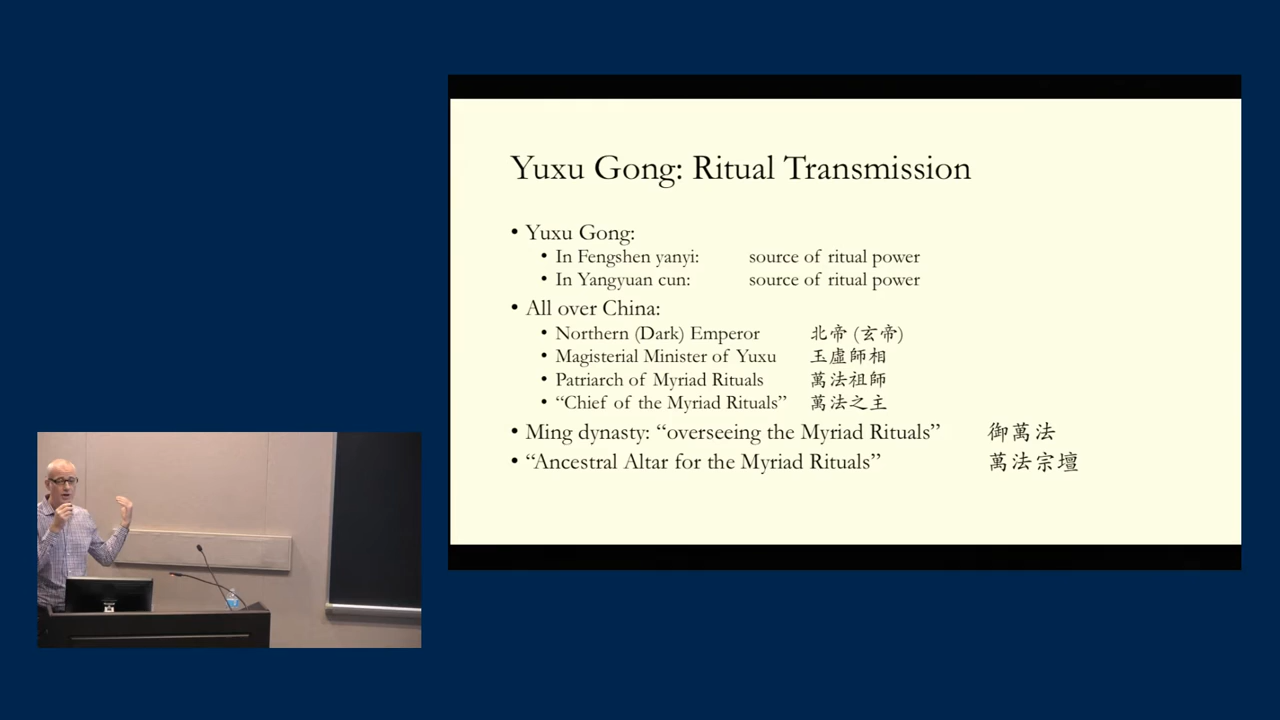 Yuxu Gong: Ritual Transmission
• Yuxu Gong:
• In Fengshen yanyi: source of ritual power
• In Yangyuan cun: source of ritual power
• All over China:
• Northern (Dark) Emperor 北帝 (玄帝)
• Magisterial Minister of Yuxu 玉虛師相
• Patriarch of Myriad Rituals 萬法祖師
• “Chief of the Myriad Rituals” 萬法之主
• Ming dynasty: “overseeing the Myriad Rituals” 御萬法
• “Ancestral Altar for the Myriad Rituals” 萬法宗壇